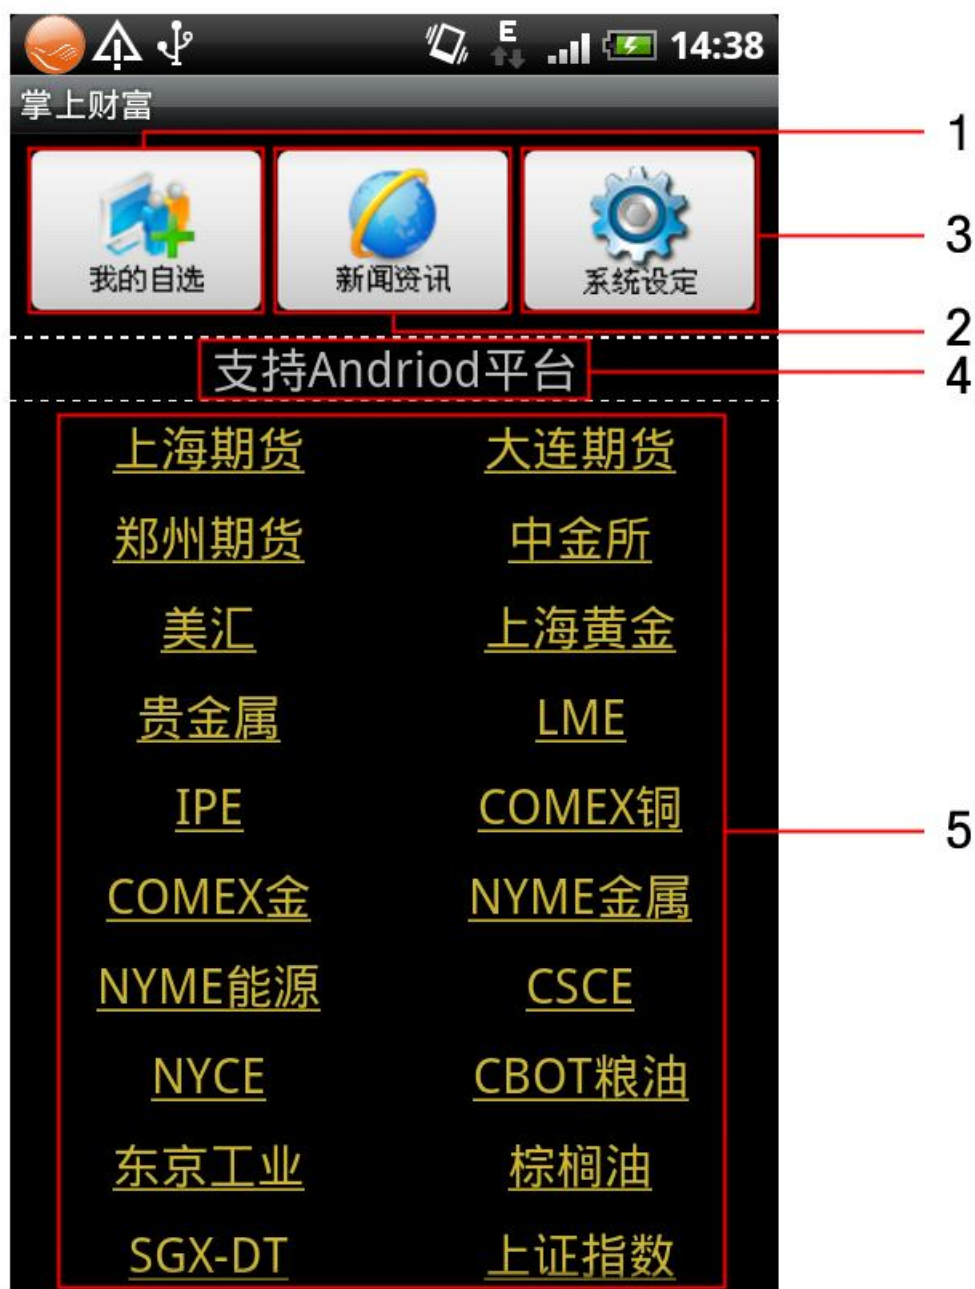 E
14:38
掌上财富
1
我的自选 新闻资讯 系统设定
3
2
支持Andriod平台
4
上海期货 大连期货
郑州期货 中金所
美汇 上海黄金
贵金属 LME
IPE COMEX铜
5
COMEX金 NYME金属
NYME能源 CSCE
NYCE CBOT粮油
东京工业 棕榈油
SGX-DT 上证指数